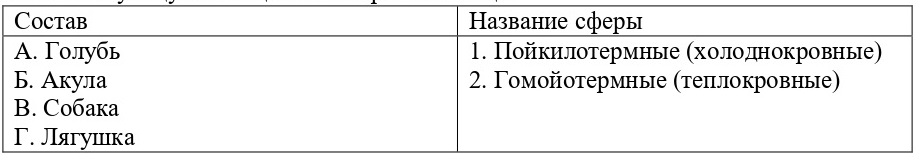 Состав Название сферы
А. Голубь 1. Пойкилотермные (холоднокровные)
Б. Акула 2. Гомойотермные (теплокровные)
В. Собака
Г. Лягушка